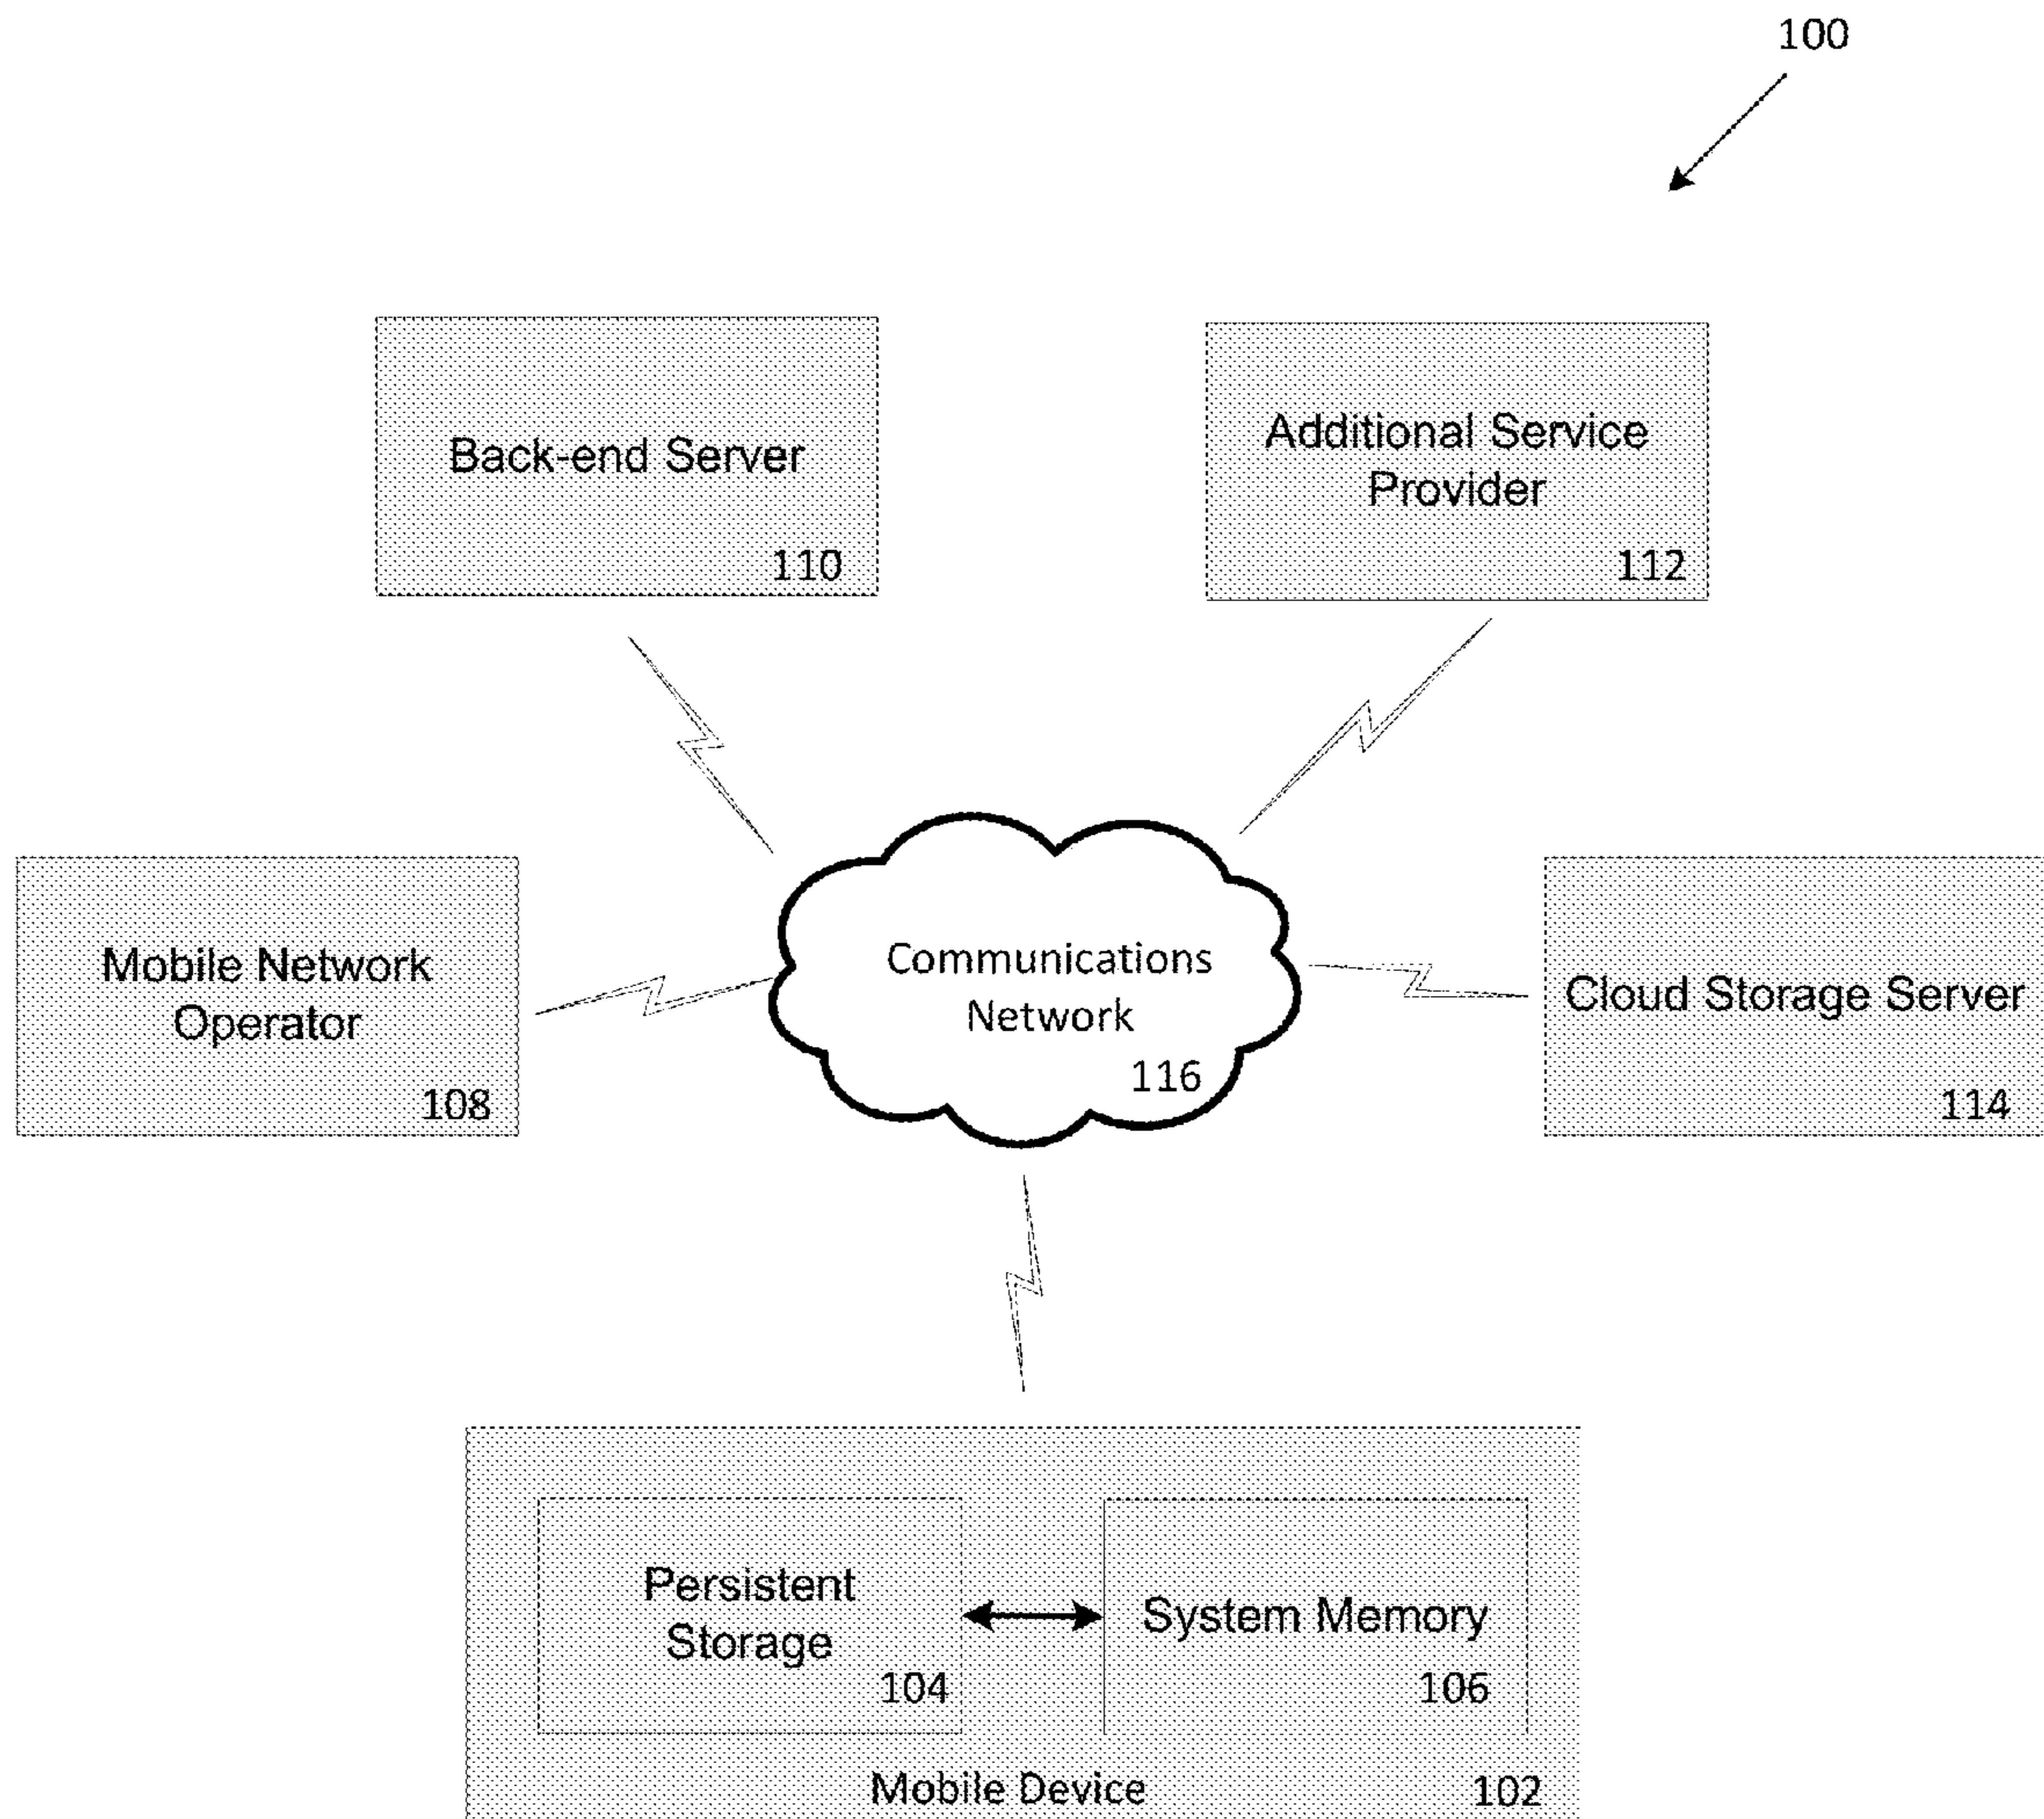 100
Back-end Server
110
Additional Service
Provider
112
Mobile Network
Operator
108
Communications
Network
116
Cloud Storage Server
114
Persistent
Storage
104
System Memory
106
Mobile Device
102